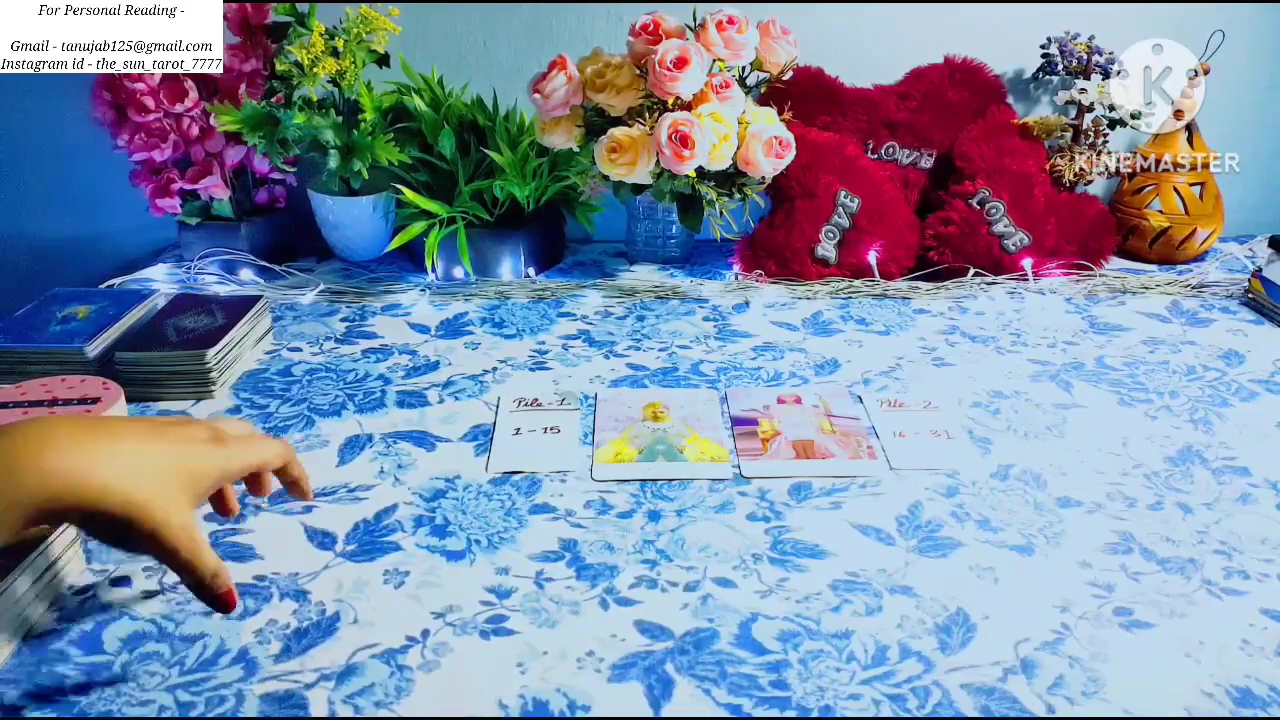 For Personal Reading -
Gmail - tanujab125@gmail.com
Instagram id - the_sun_tarot_7777
K
KINEMASTER
LOVE
LOVE
LOVE
Pile - 1
1 - 15
Pile - 2
16 - 31